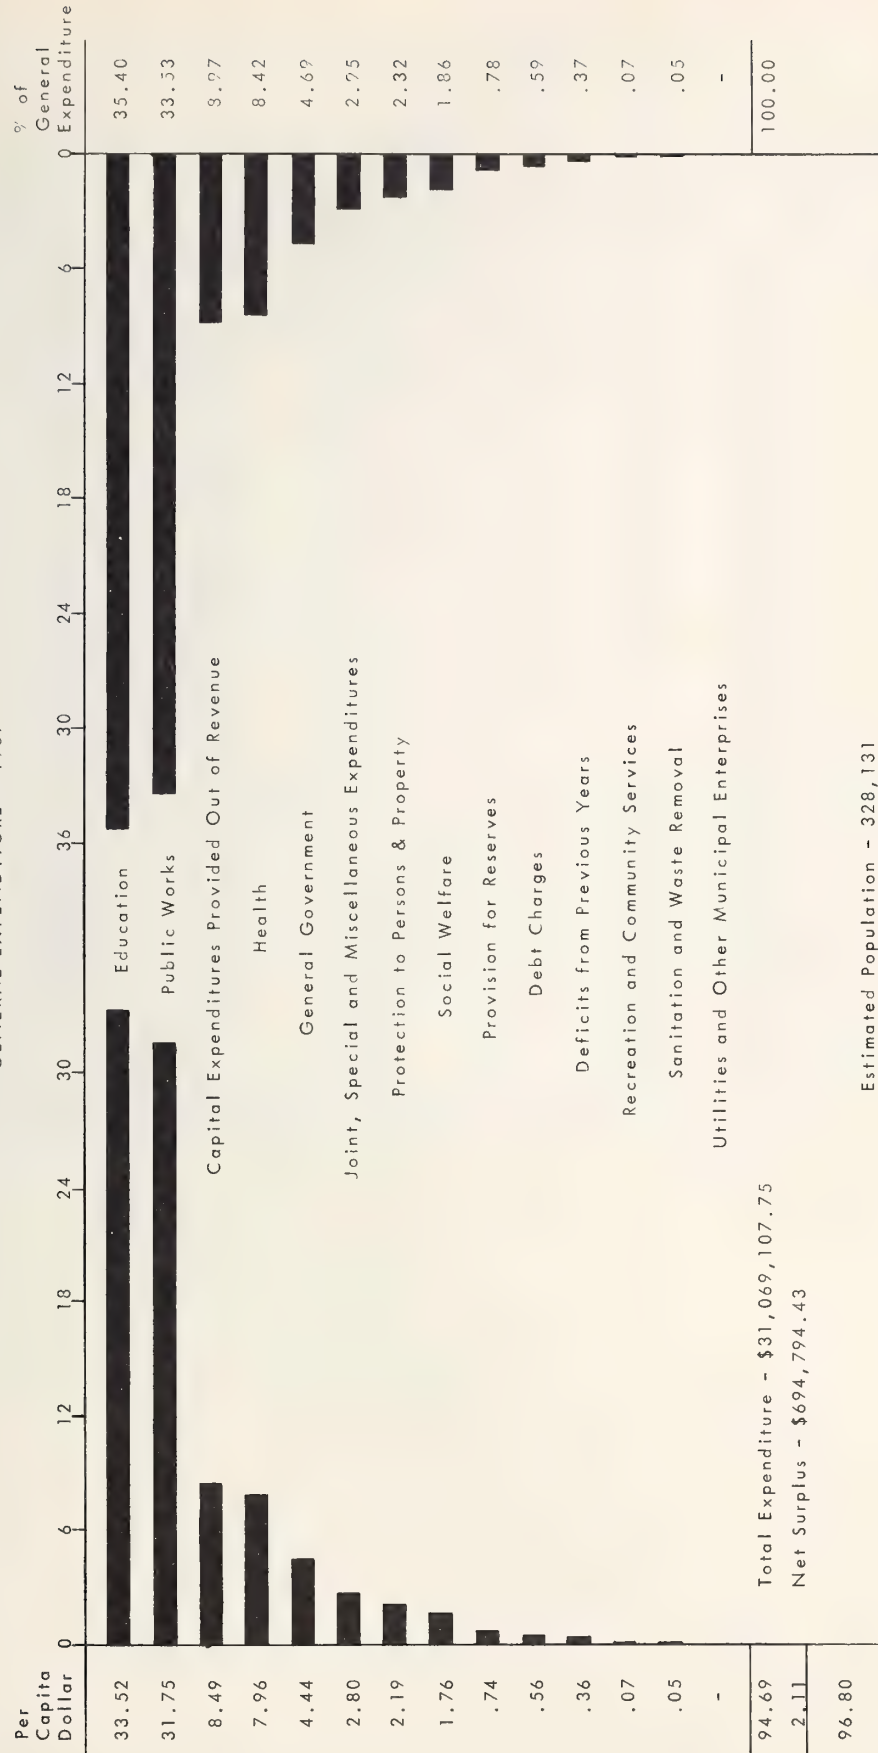 Per Capita Dollar
% of General Expenditure
0 6 12 18 24 30 36 30 24 18 12 6 0
33.52 Education 35.40
31.75 Public Works 33.53
8.49 Capital Expenditures Provided Out of Revenue 8.97
7.96 Health 8.42
4.44 General Government 4.69
2.80 Joint, Special and Miscellaneous Expenditures 2.95
2.19 Protection to Persons & Property 2.32
1.76 Social Welfare 1.86
.74 Provision for Reserves .78
.56 Debt Charges .59
.36 Deficits from Previous Years .37
.07 Recreation and Community Services .07
.05 Sanitation and Waste Removal .05
- Utilities and Other Municipal Enterprises -
94.69 Total Expenditure - $31,069,107.75 100.00
2.11 Net Surplus - $694,794.43
96.80 Estimated Population - 328,131